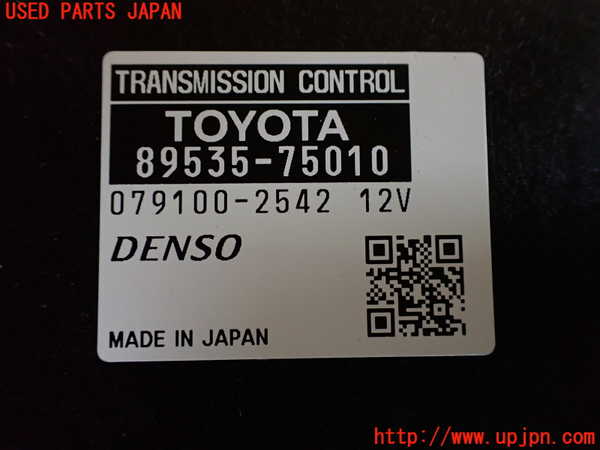 USED PARTS JAPAN
TRANSMISSION CONTROL
TOYOTA
89535-75010
079100-2542 12V
DENSO
MADE IN JAPAN
http://www.upjpn.com